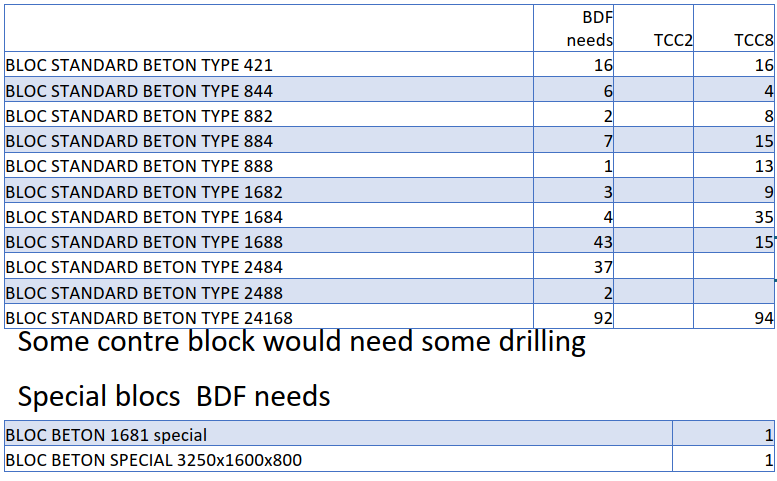 BDF
needs TCC2 TCC8
BLOC STANDARD BETON TYPE 421 16 16
BLOC STANDARD BETON TYPE 844 6 4
BLOC STANDARD BETON TYPE 882 2 8
BLOC STANDARD BETON TYPE 884 7 15
BLOC STANDARD BETON TYPE 888 1 13
BLOC STANDARD BETON TYPE 1682 3 9
BLOC STANDARD BETON TYPE 1684 4 35
BLOC STANDARD BETON TYPE 1688 43 15
BLOC STANDARD BETON TYPE 2484 37
BLOC STANDARD BETON TYPE 2488 2
BLOC STANDARD BETON TYPE 24168 92 94
Some contre block would need some drilling
Special blocs BDF needs
BLOC BETON 1681 special 1
BLOC BETON SPECIAL 3250x1600x800 1